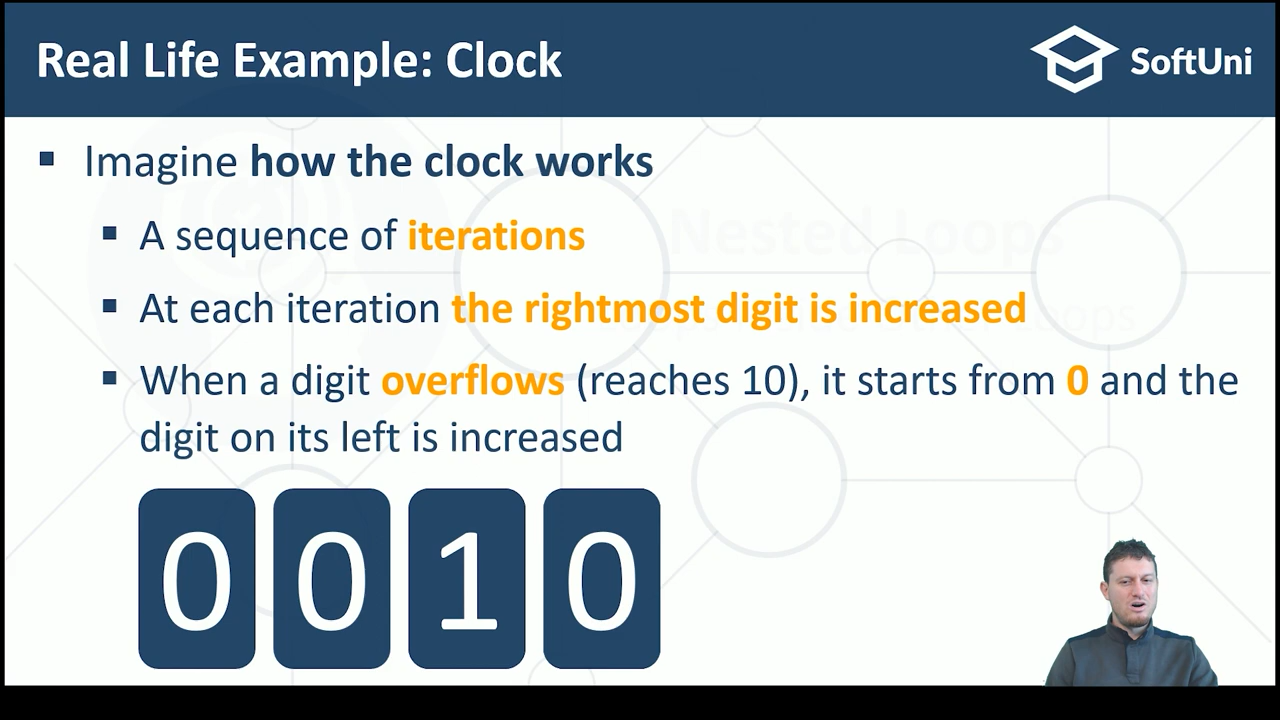 Real Life Example: Clock
SoftUni
▪ Imagine how the clock works
▪ A sequence of iterations
▪ At each iteration the rightmost digit is increased
▪ When a digit overflows (reaches 10), it starts from 0 and the
digit on its left is increased
0 0 1 0
Nested Loops